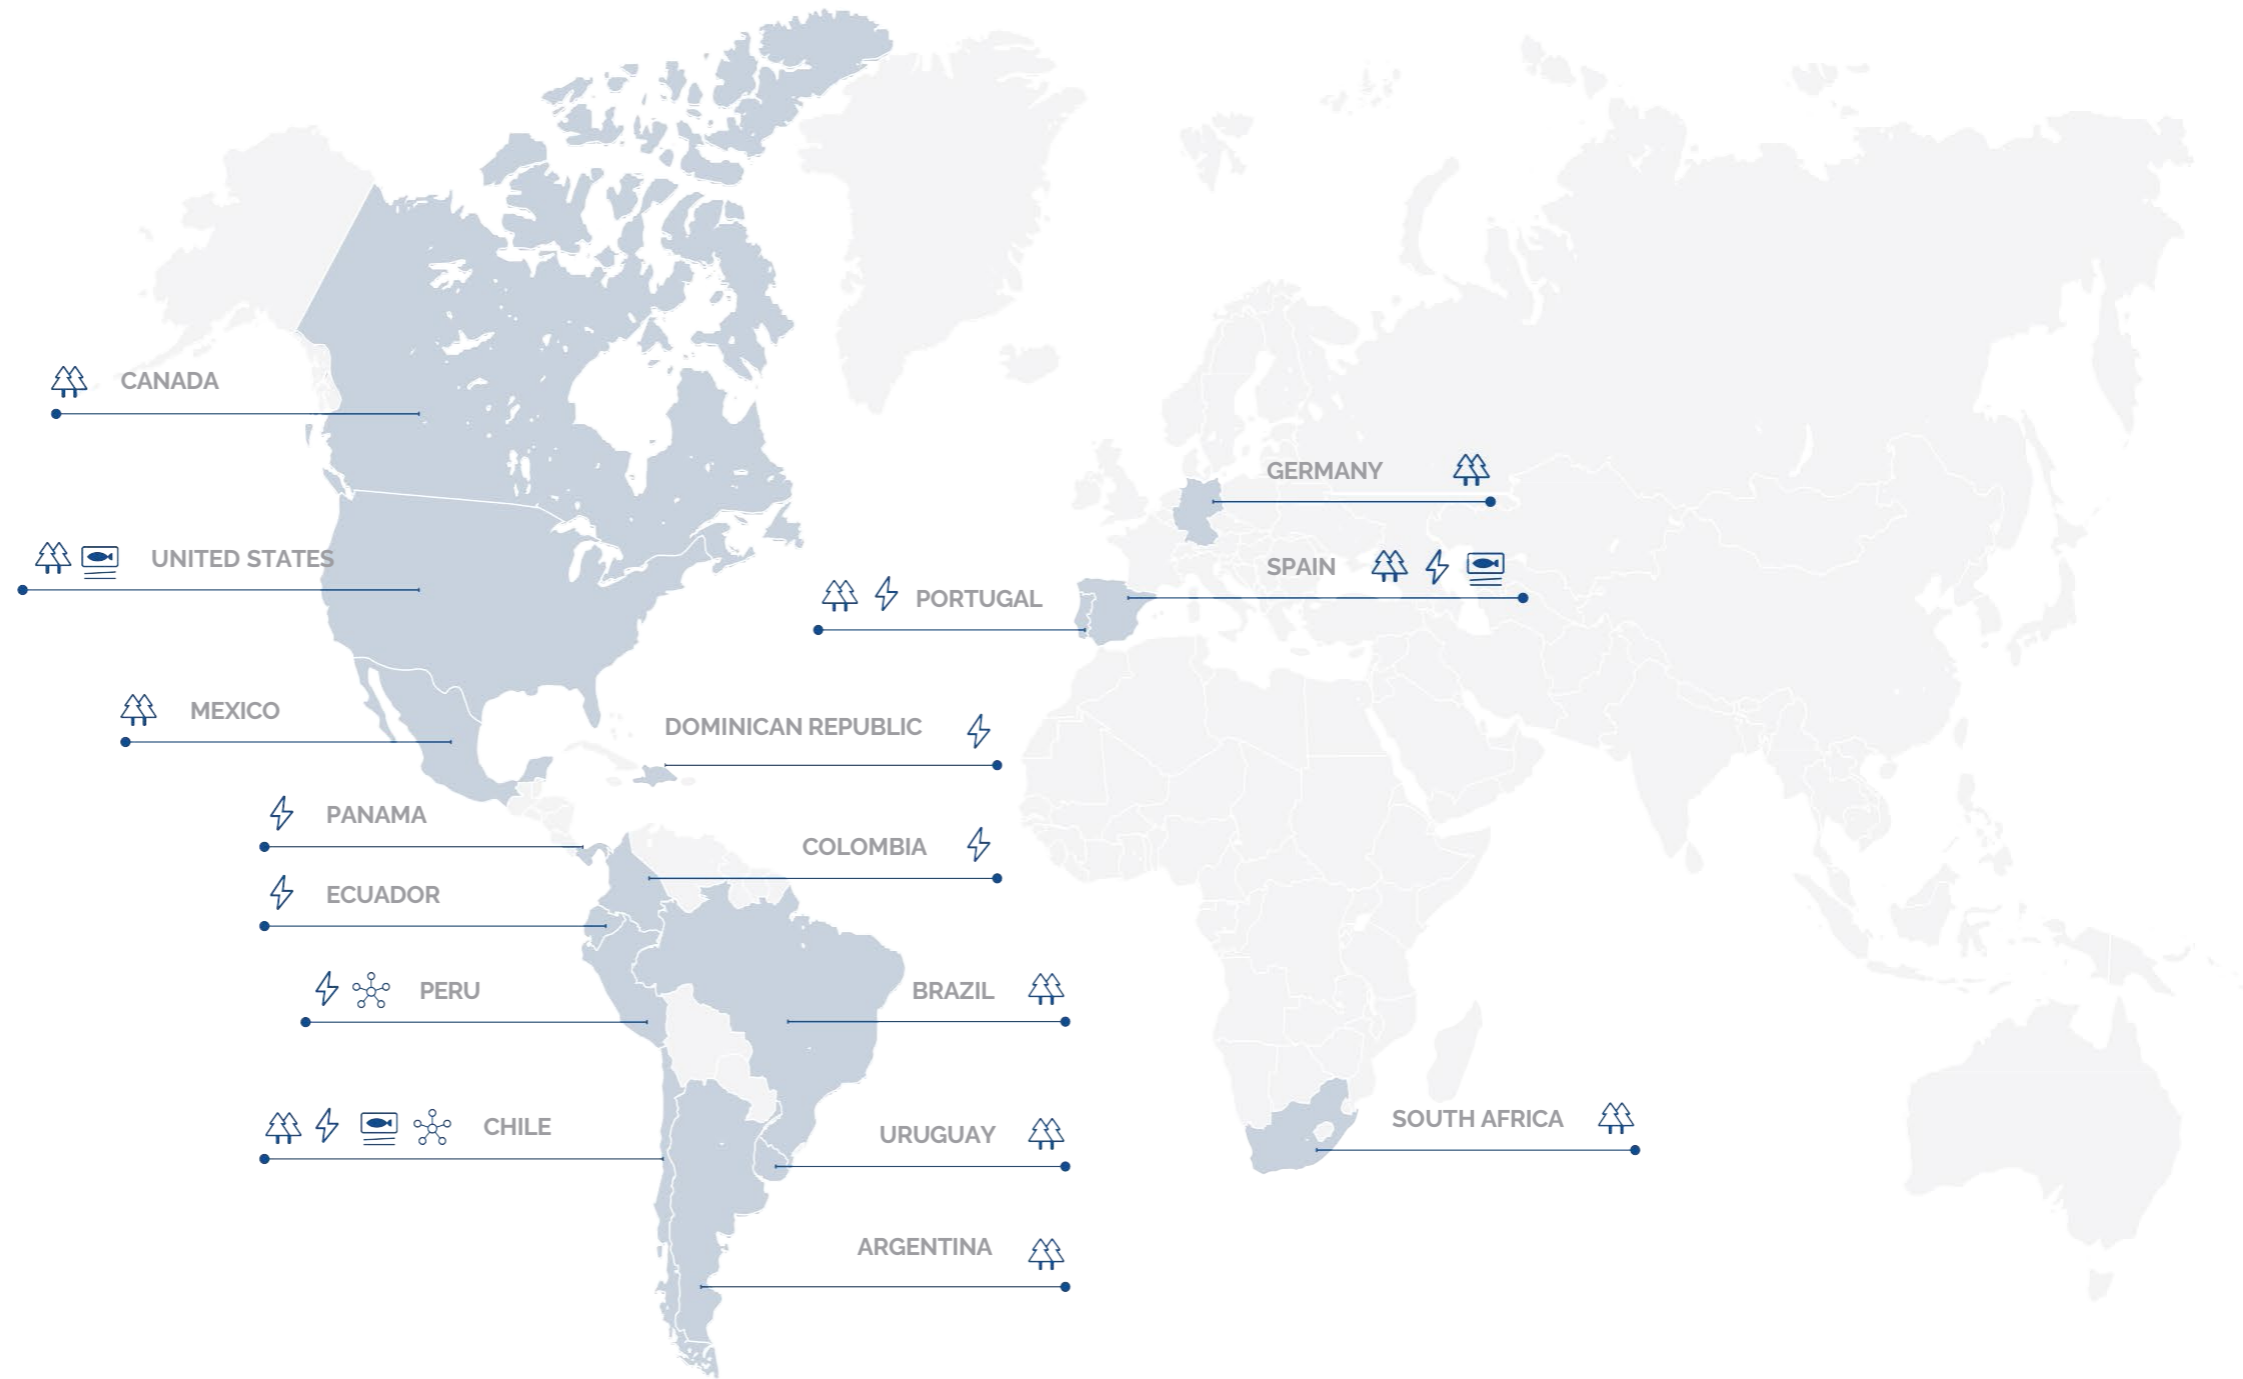 CANADA
GERMANY
UNITED STATES
SPAIN
PORTUGAL
MEXICO
DOMINICAN REPUBLIC
PANAMA
COLOMBIA
ECUADOR
PERU
BRAZIL
CHILE
URUGUAY
SOUTH AFRICA
ARGENTINA